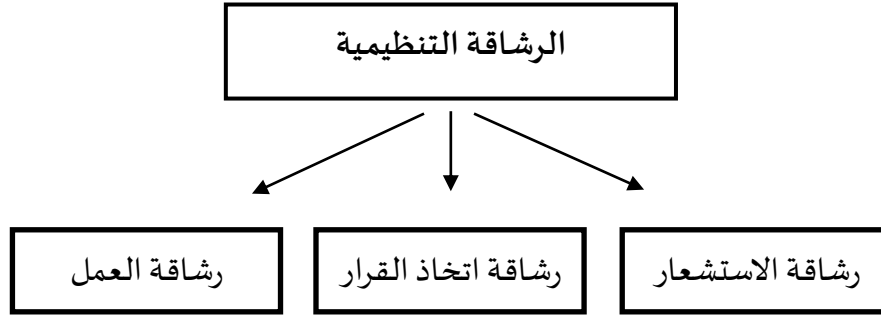 الرشاقة التنظيمية
رشاقة الاستشعار
رشاقة اتخاذ القرار
رشاقة العمل